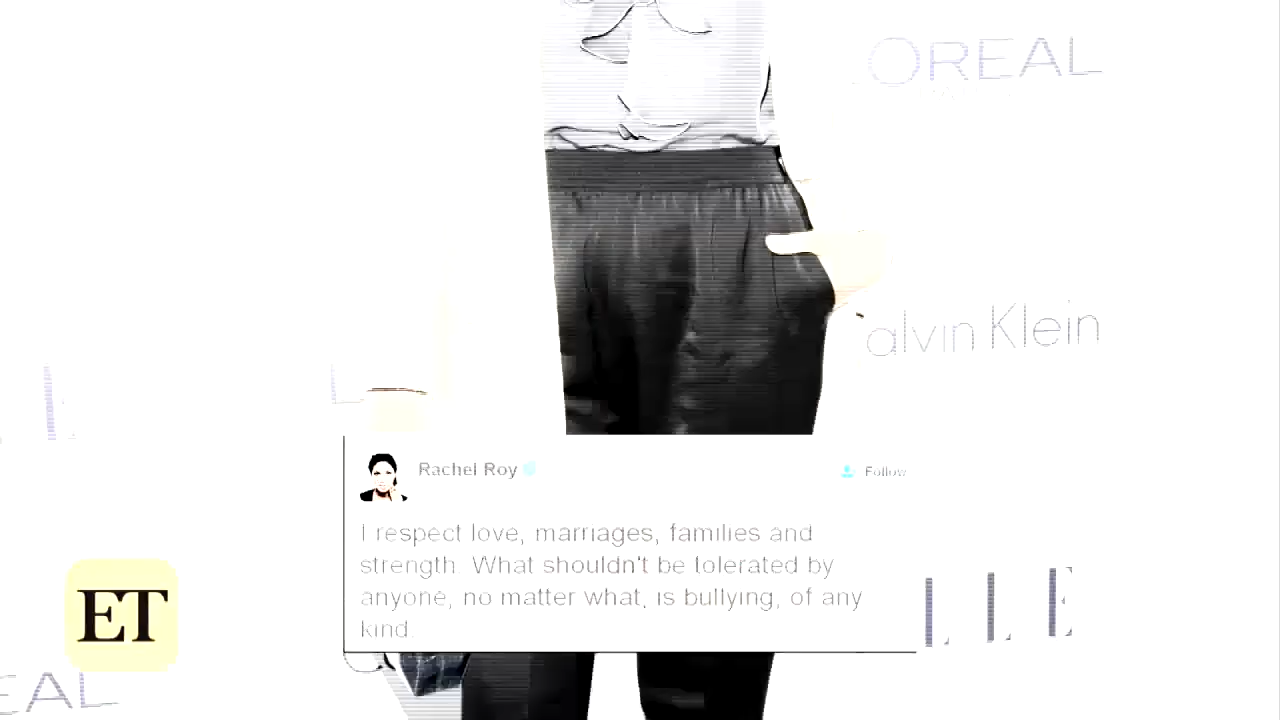 OREAL
alvin Klein
Rachel Roy
Follow
I respect love, marriages, families and
strength. What shouldn't be tolerated by
anyone, no matter what, is bullying, of any
kind.
ET
EAL